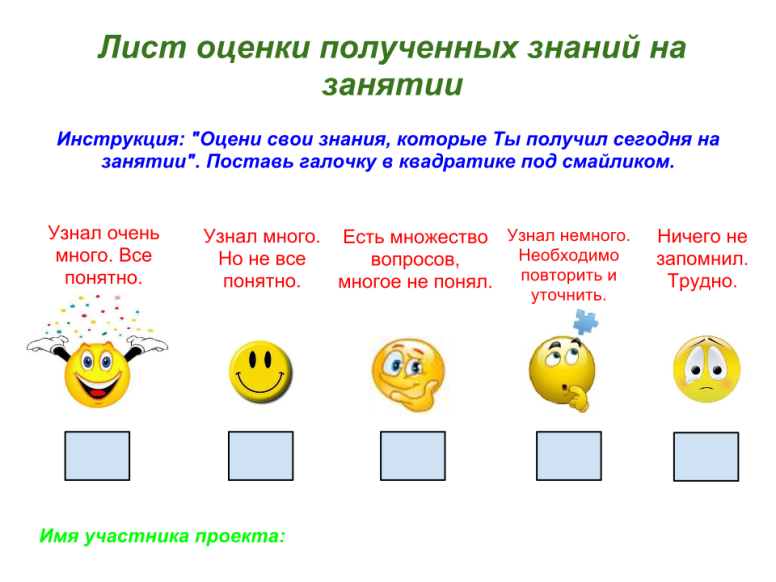 Лист оценки полученных знаний на
занятии
Инструкция: "Оцени свои знания, которые Ты получил сегодня на
занятии". Поставь галочку в квадратике под смайликом.
Узнал очень
много. Все
понятно.
Узнал много.
Но не все
понятно.
Есть множество
вопросов,
многое не понял.
Узнал немного.
Необходимо
повторить и
уточнить.
Ничего не
запомнил.
Трудно.
Имя участника проекта: